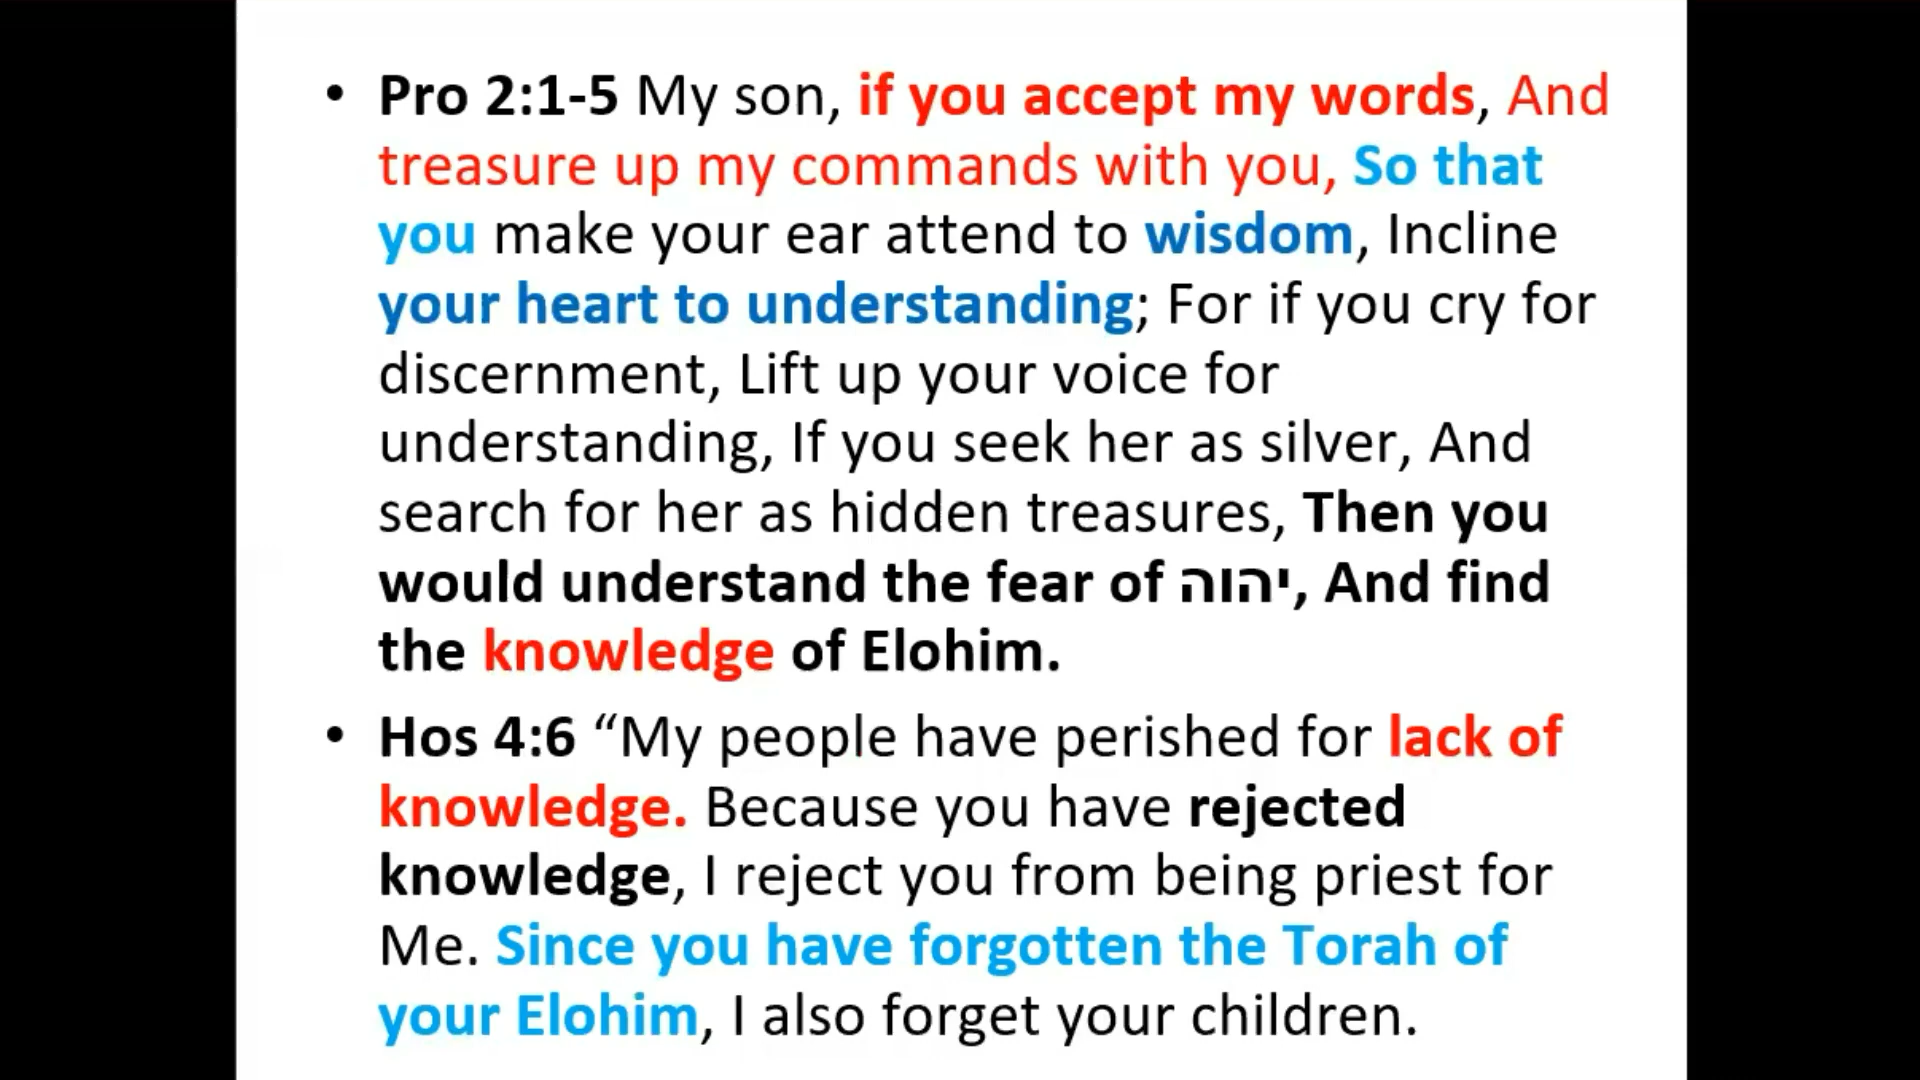 • Pro 2:1-5 My son, if you accept my words, And
treasure up my commands with you, So that
you make your ear attend to wisdom, Incline
your heart to understanding; For if you cry for
discernment, Lift up your voice for
understanding, If you seek her as silver, And
search for her as hidden treasures, Then you
would understand the fear of יהוה, And find
the knowledge of Elohim.
• Hos 4:6 “My people have perished for lack of
knowledge. Because you have rejected
knowledge, I reject you from being priest for
Me. Since you have forgotten the Torah of
your Elohim, I also forget your children.